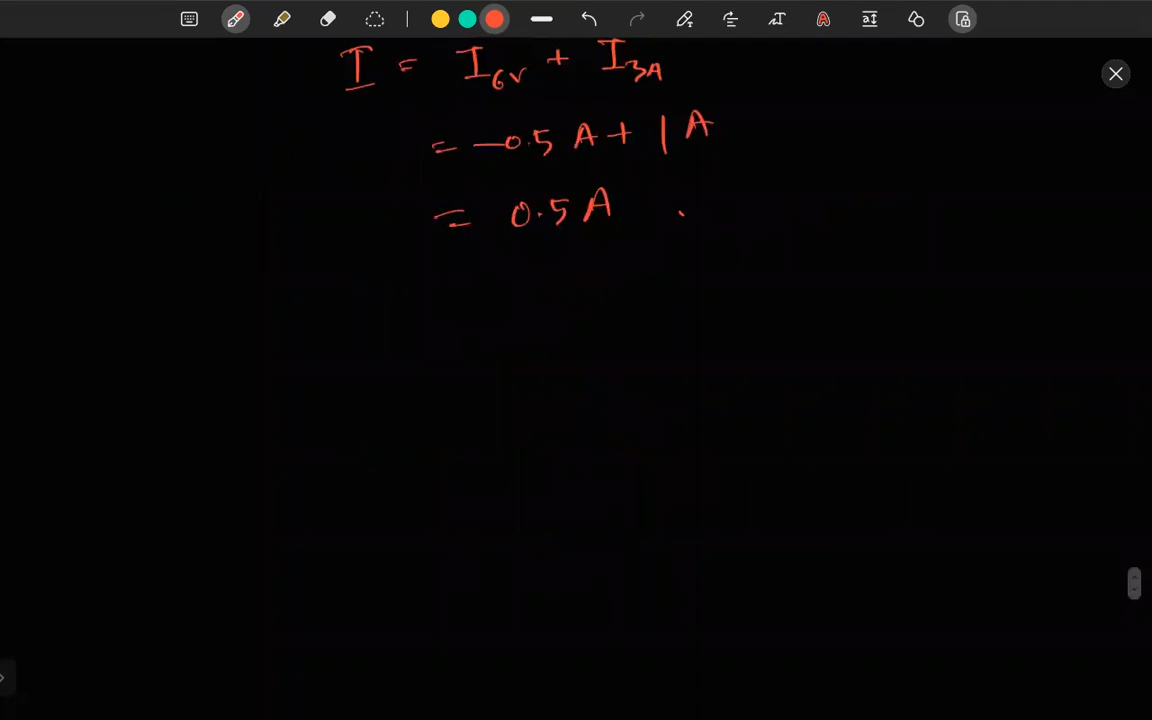 I = I6V + I3A
= -0.5 A + 1 A
= 0.5 A